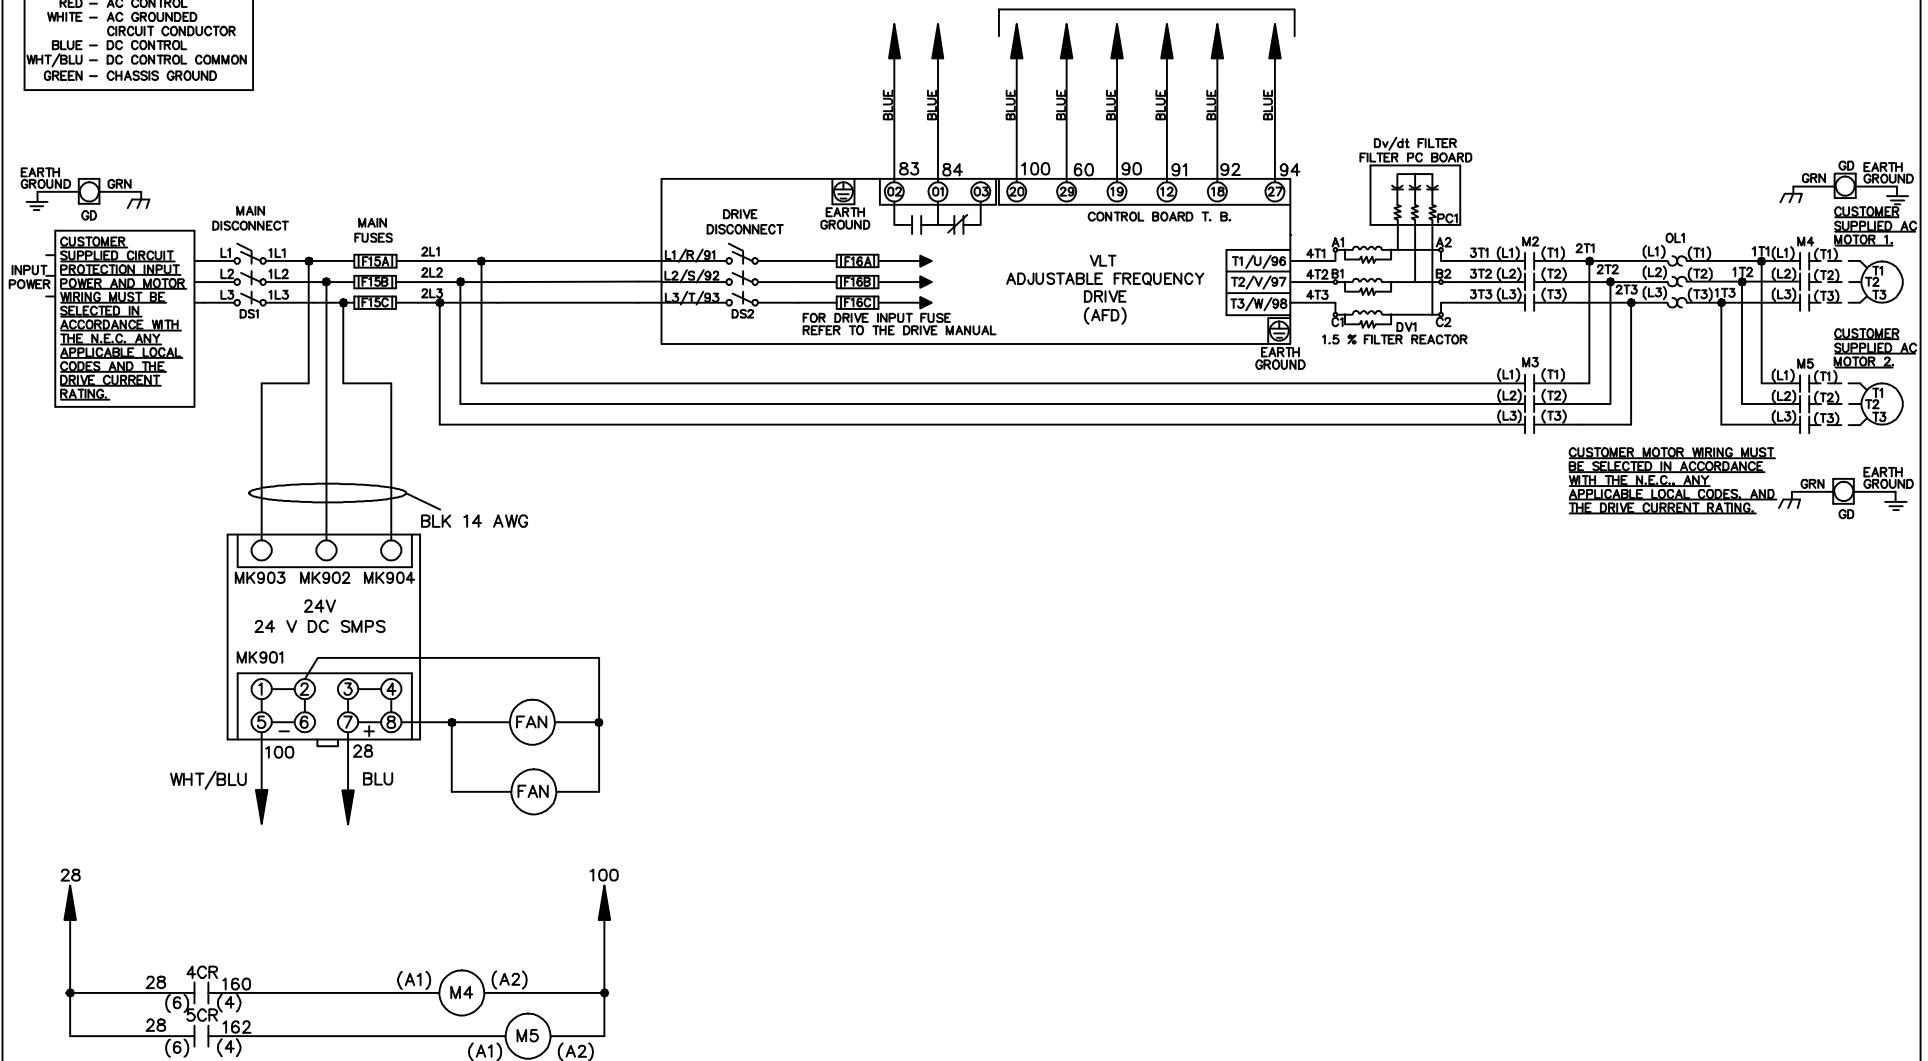 RED – AC CONTROL
WHITE – AC GROUNDED
CIRCUIT CONDUCTOR
BLUE – DC CONTROL
WHT/BLU – DC CONTROL COMMON
GREEN – CHASSIS GROUND
BLUE BLUE BLUE BLUE BLUE BLUE BLUE BLUE
83 84 100 60 90 91 92 94
02 01 03 20 29 19 12 18 27
EARTH
GROUND
GRN
GD
CUSTOMER
SUPPLIED CIRCUIT
PROTECTION INPUT
POWER AND MOTOR
WIRING MUST BE
SELECTED IN
ACCORDANCE WITH
THE N.E.C. ANY
APPLICABLE LOCAL
CODES AND THE
DRIVE CURRENT
RATING.
INPUT
POWER
MAIN
DISCONNECT
L1 1L1
L2 1L2
L3 1L3
DS1
MAIN
FUSES
F15A
F15B
F15C
2L1
2L2
2L3
EARTH
GROUND
CONTROL BOARD T. B.
DRIVE
DISCONNECT
L1/R/91
L2/S/92
L3/T/93
DS2
F16A
F16B
F16C
FOR DRIVE INPUT FUSE
REFER TO THE DRIVE MANUAL
VLT
ADJUSTABLE FREQUENCY
DRIVE
(AFD)
T1/U/96
T2/V/97
T3/W/98
EARTH
GROUND
Dv/dt FILTER
FILTER PC BOARD
PC1
4T1 A1 A2
4T2 B1 B2
4T3 C1 C2
DV1
1.5 % FILTER REACTOR
M2
3T1 (L1) (T1) 2T1
3T2 (L2) (T2) 2T2
3T3 (L3) (T3) 2T3
OL1
(L1) (T1) 1T1
(L2) (T2) 1T2
(L3) (T3) 1T3
M4
(L1) (T1)
(L2) (T2)
(L3) (T3)
T1
T2
T3
GRN
GD
EARTH
GROUND
CUSTOMER
SUPPLIED AC
MOTOR 1.
CUSTOMER
SUPPLIED AC
MOTOR 2.
M3
(L1) (T1)
(L2) (T2)
(L3) (T3)
M5
(L1) (T1)
(L2) (T2)
(L3) (T3)
T1
T2
T3
CUSTOMER MOTOR WIRING MUST
BE SELECTED IN ACCORDANCE
WITH THE N.E.C., ANY
APPLICABLE LOCAL CODES, AND
THE DRIVE CURRENT RATING.
GRN
GD
EARTH
GROUND
BLK 14 AWG
MK903 MK902 MK904
24V
24 V DC SMPS
MK901
1 2 3 4
5 – 6 7 + 8
100 28
WHT/BLU BLU
FAN
FAN
28 100
4CR
28 160 (A1) M4 (A2)
(6) (4)
5CR
28 162 M5
(6) (4) (A1) (A2)